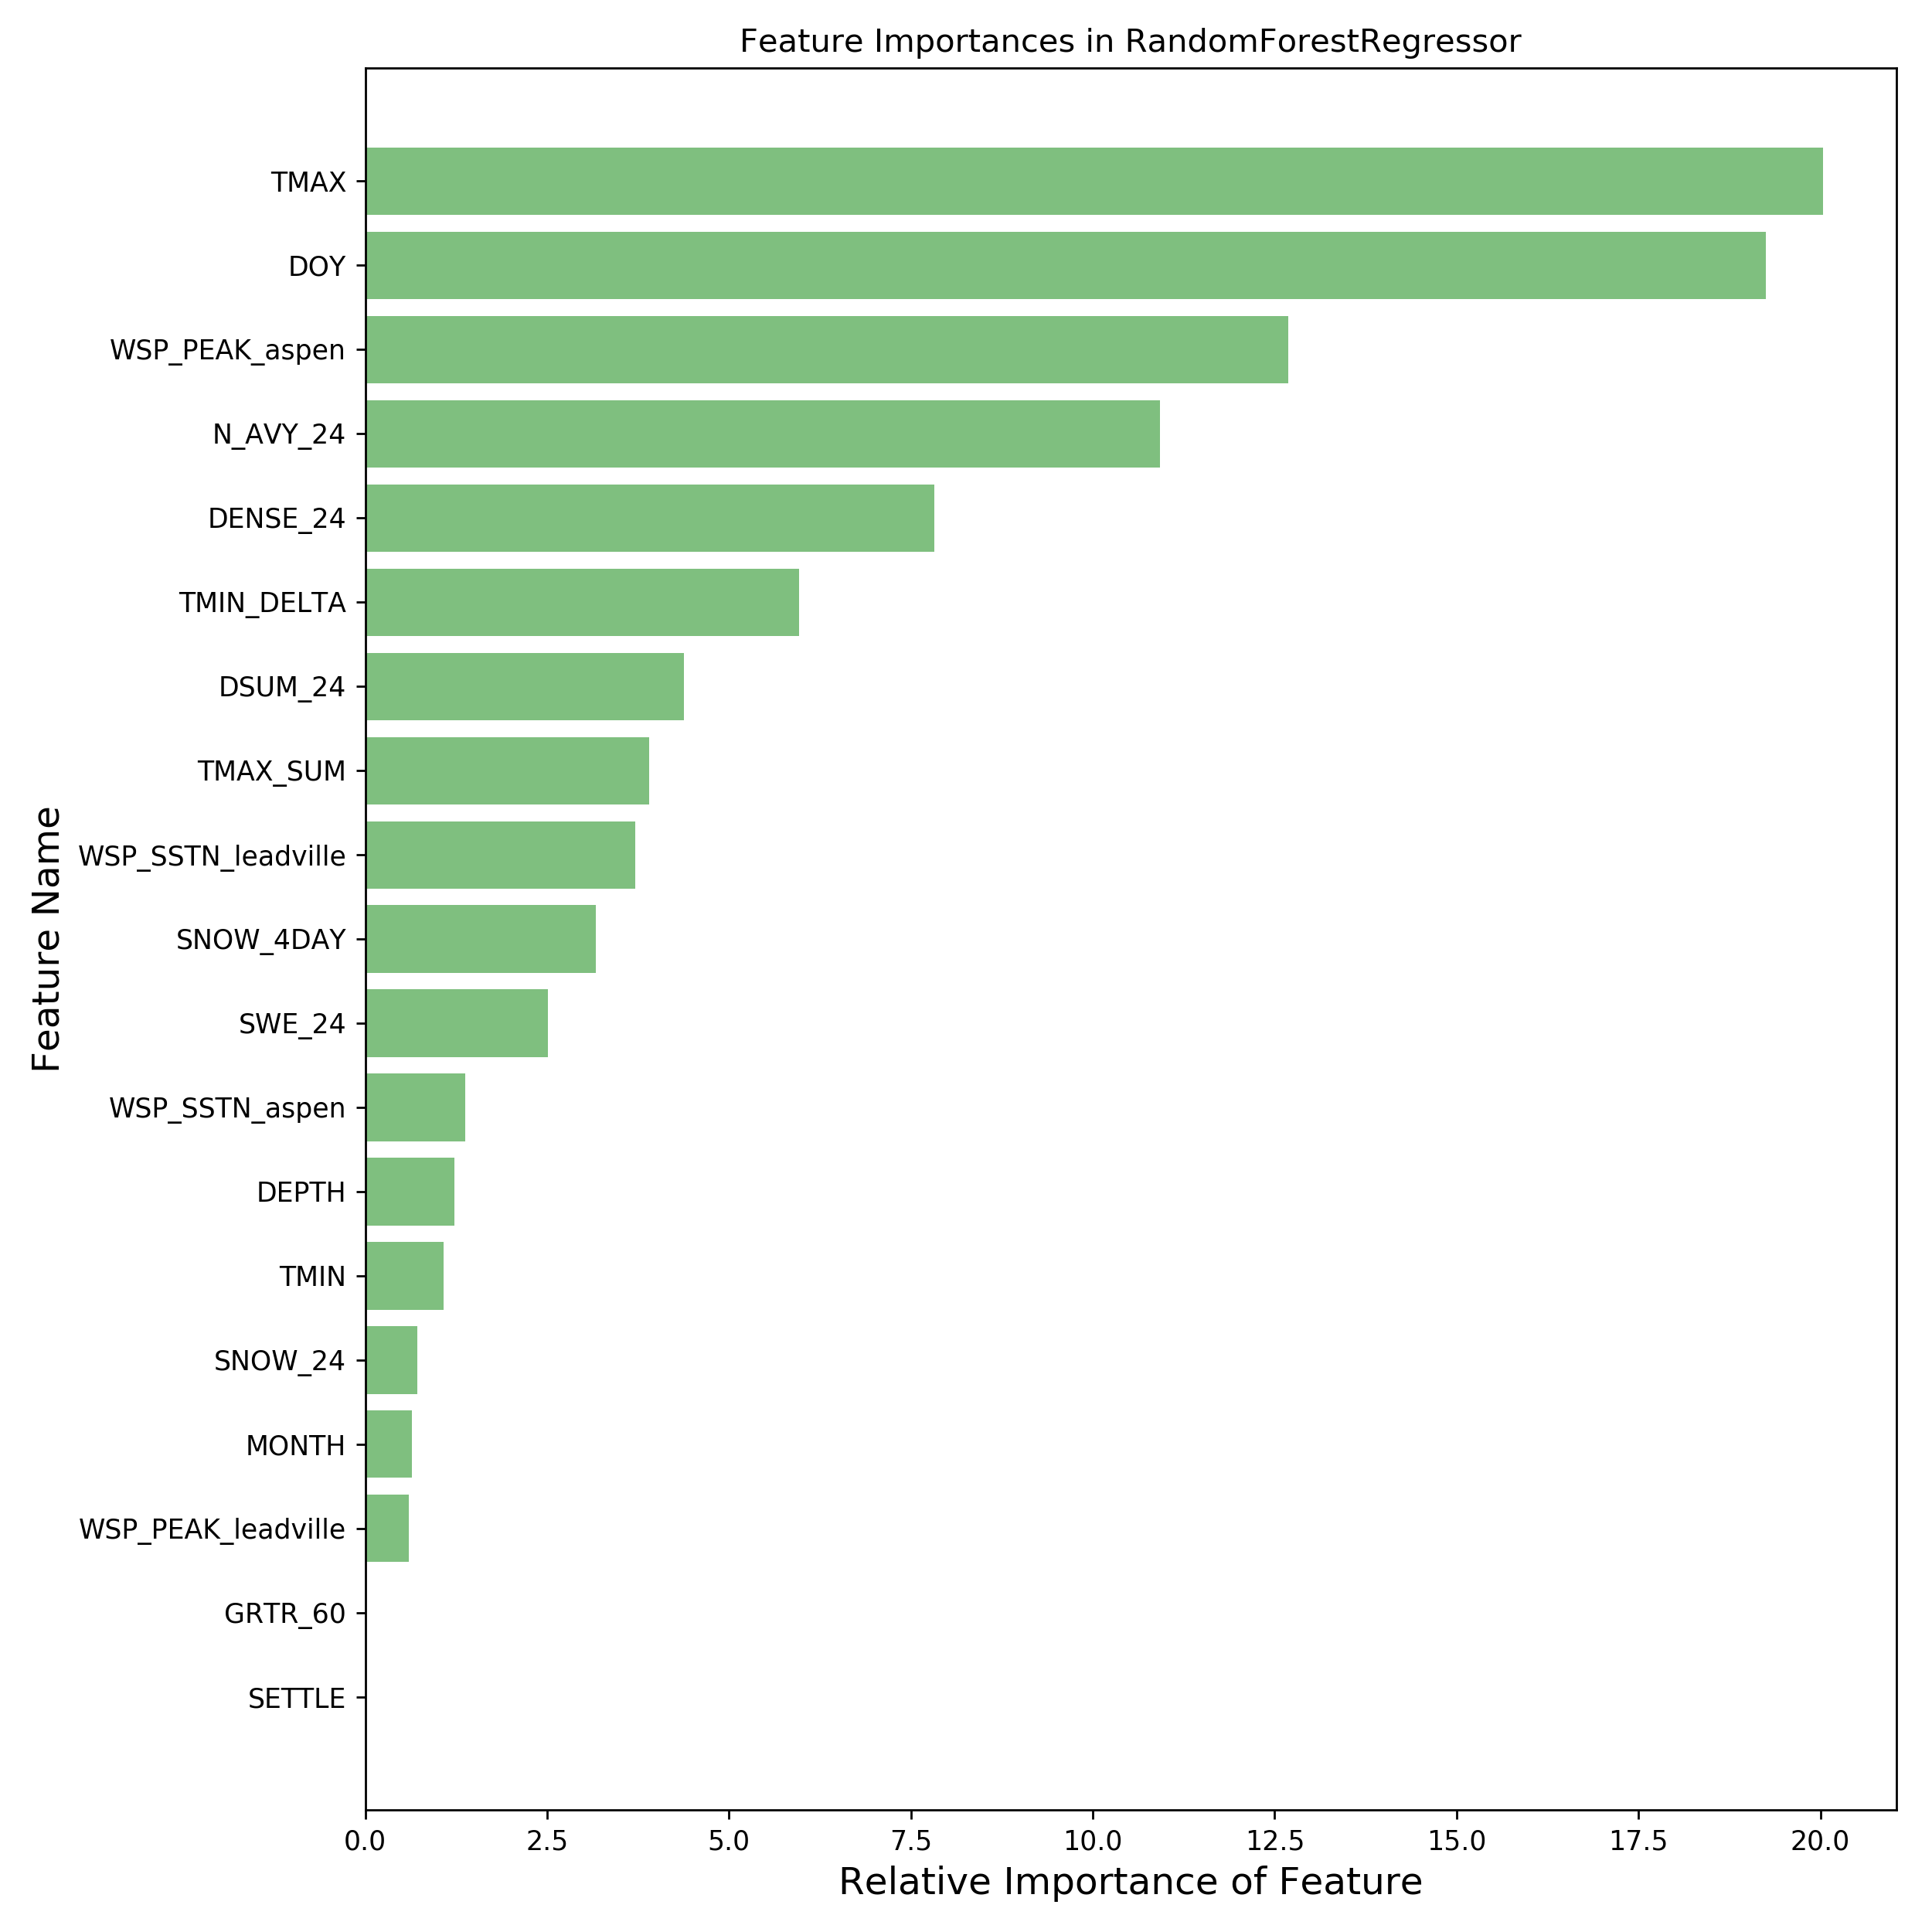 Feature Importances in RandomForestRegressor
TMAX
DOY
WSP_PEAK_aspen
N_AVY_24
DENSE_24
TMIN_DELTA
DSUM_24
TMAX_SUM
WSP_SSTN_leadville
SNOW_4DAY
SWE_24
WSP_SSTN_aspen
DEPTH
TMIN
SNOW_24
MONTH
WSP_PEAK_leadville
GRTR_60
SETTLE
Feature Name
0.0 2.5 5.0 7.5 10.0 12.5 15.0 17.5 20.0
Relative Importance of Feature